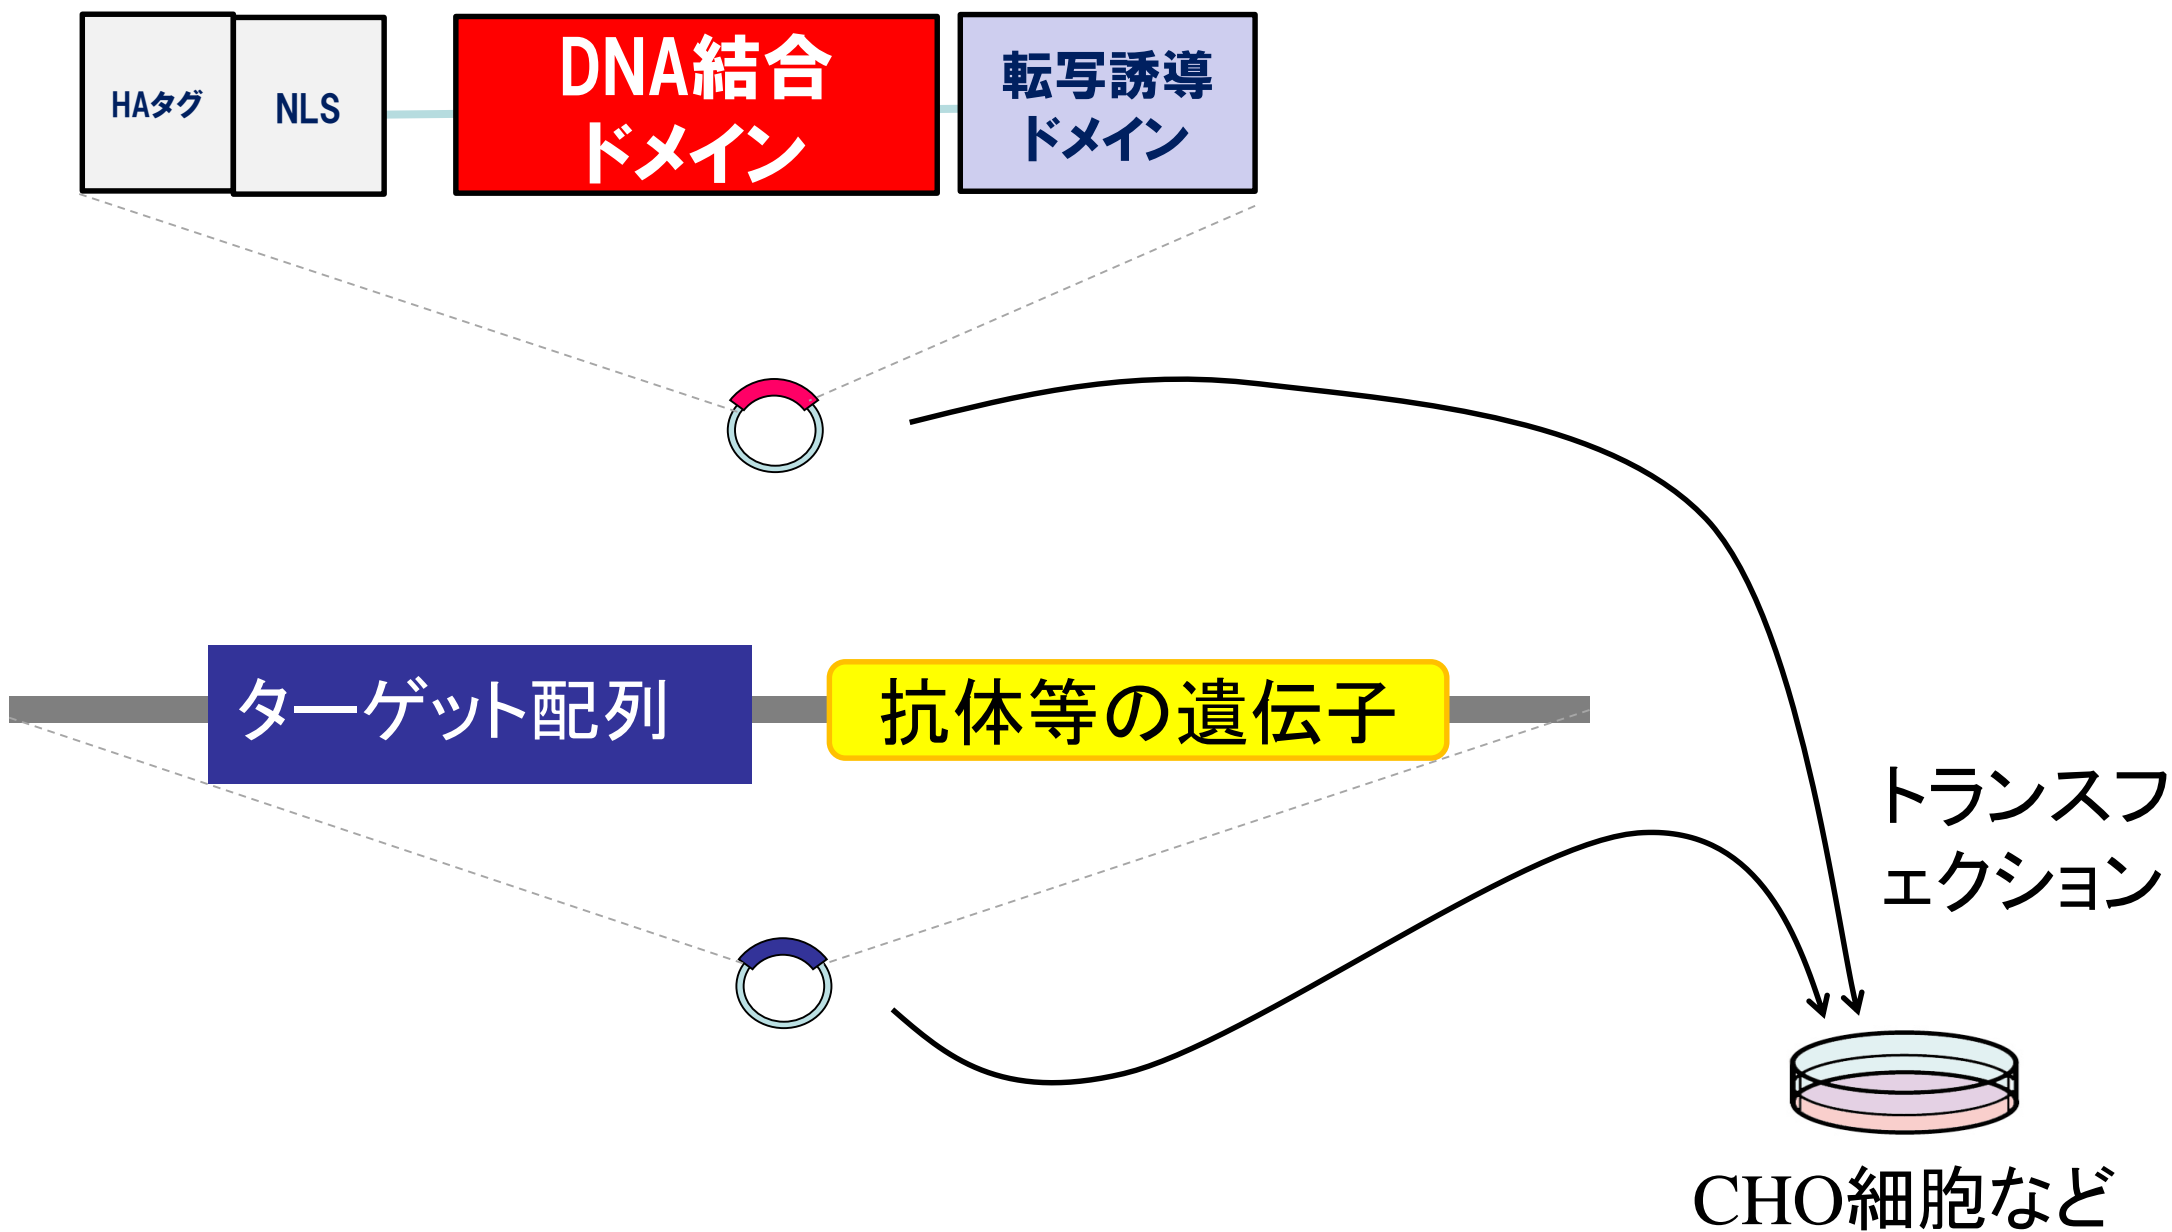 HAタグ
NLS
DNA結合
ドメイン
転写誘導
ドメイン
ターゲット配列
抗体等の遺伝子
トランスフ
ェクション
CHO細胞など